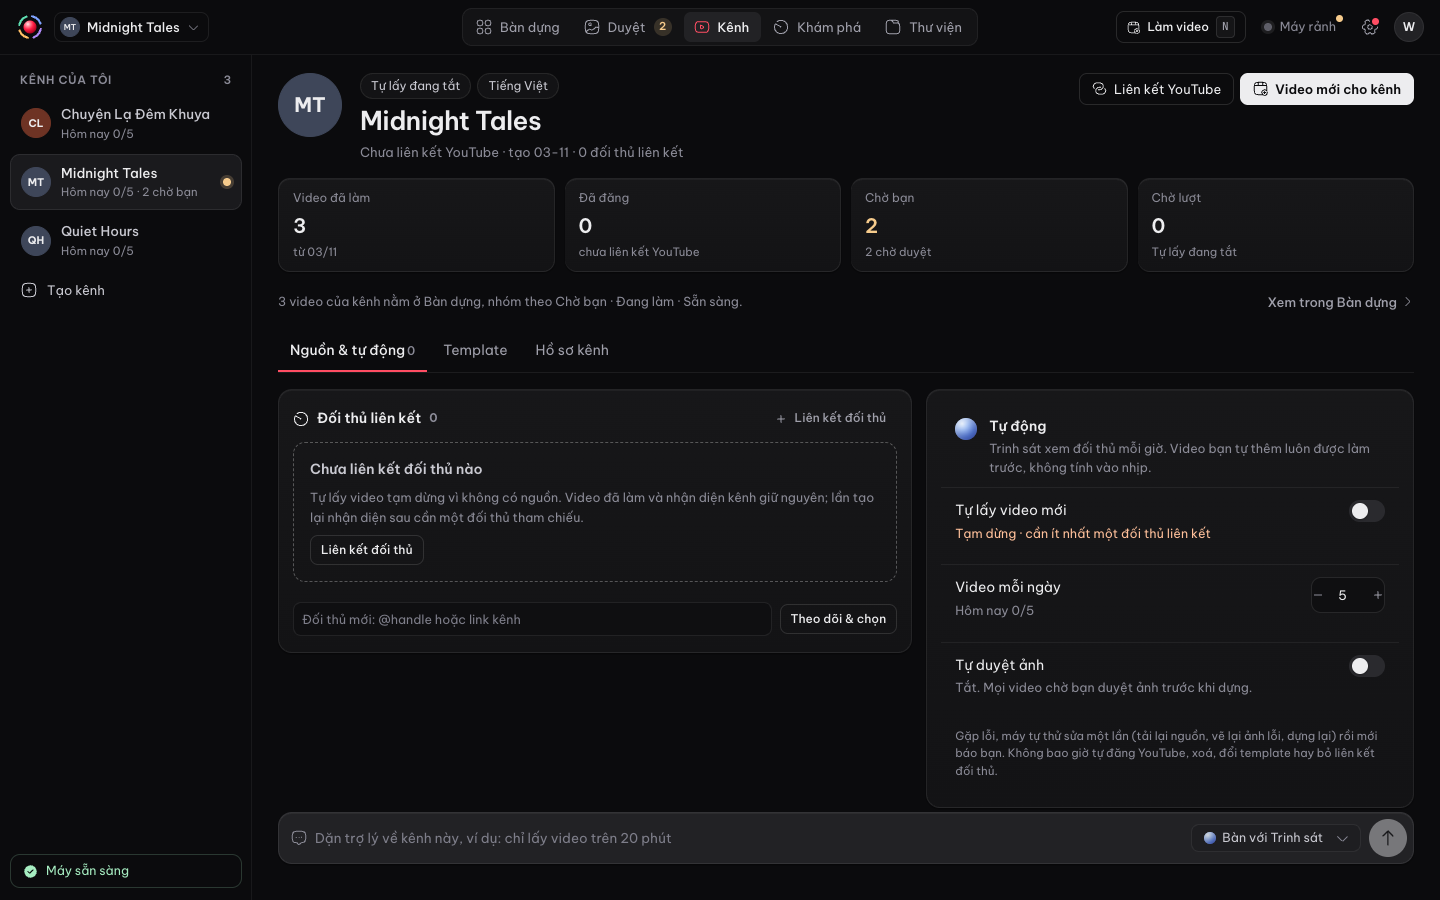 MT Midnight Tales
Bàn dựng
Duyệt 2
Kênh
Khám phá
Thư viện
Làm video N
Máy rảnh
W
KÊNH CỦA TÔI 3
CL
Chuyện Lạ Đêm Khuya
Hôm nay 0/5
MT
Midnight Tales
Hôm nay 0/5 · 2 chờ bạn
QH
Quiet Hours
Hôm nay 0/5
Tạo kênh
Máy sẵn sàng
MT
Tự lấy đang tắt
Tiếng Việt
Midnight Tales
Chưa liên kết YouTube · tạo 03-11 · 0 đối thủ liên kết
Liên kết YouTube
Video mới cho kênh
Video đã làm
3
từ 03/11
Đã đăng
0
chưa liên kết YouTube
Chờ bạn
2
2 chờ duyệt
Chờ lượt
0
Tự lấy đang tắt
3 video của kênh nằm ở Bàn dựng, nhóm theo Chờ bạn · Đang làm · Sẵn sàng.
Xem trong Bàn dựng
Nguồn & tự động 0
Template
Hồ sơ kênh
Đối thủ liên kết 0
+ Liên kết đối thủ
Chưa liên kết đối thủ nào
Tự lấy video tạm dừng vì không có nguồn. Video đã làm và nhận diện kênh giữ nguyên; lần tạo
lại nhận diện sau cần một đối thủ tham chiếu.
Liên kết đối thủ
Đối thủ mới: @handle hoặc link kênh
Theo dõi & chọn
Tự động
Trinh sát xem đối thủ mỗi giờ. Video bạn tự thêm luôn được làm
trước, không tính vào nhịp.
Tự lấy video mới
Tạm dừng · cần ít nhất một đối thủ liên kết
Video mỗi ngày
Hôm nay 0/5
− 5 +
Tự duyệt ảnh
Tắt. Mọi video chờ bạn duyệt ảnh trước khi dựng.
Gặp lỗi, máy tự thử sửa một lần (tải lại nguồn, vẽ lại ảnh lỗi, dựng lại) rồi mới
báo bạn. Không bao giờ tự đăng YouTube, xoá, đổi template hay bỏ liên kết
đối thủ.
Dặn trợ lý về kênh này, ví dụ: chỉ lấy video trên 20 phút
Bàn với Trinh sát